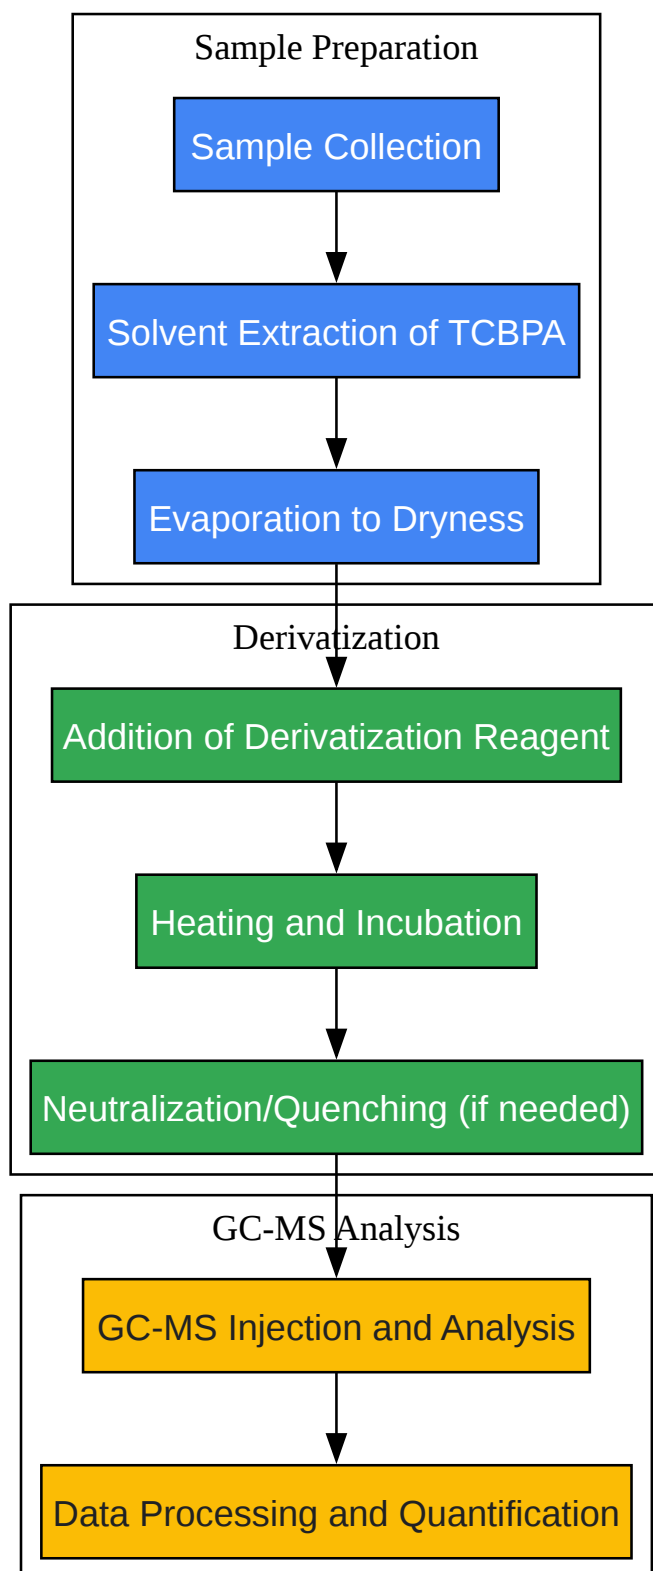 Sample Preparation
Sample Collection
Solvent Extraction of TCBPA
Evaporation to Dryness
Derivatization
Addition of Derivatization Reagent
Heating and Incubation
Neutralization/Quenching (if needed)
GC-MS Analysis
GC-MS Injection and Analysis
Data Processing and Quantification